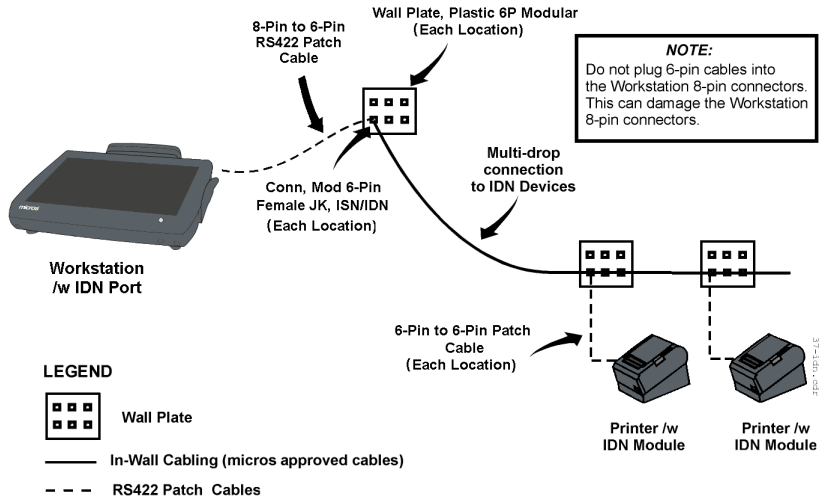 8-Pin to 6-Pin
RS422 Patch
Cable
Wall Plate, Plastic 6P Modular
(Each Location)
NOTE:
Do not plug 6-pin cables into
the Workstation 8-pin connectors.
This can damage the Workstation
8-pin connectors.
Multi-drop
connection
to IDN Devices
Conn, Mod 6-Pin
Female JK, ISN/IDN
(Each Location)
micros
Workstation
/w IDN Port
6-Pin to 6-Pin Patch
Cable
(Each Location)
37-idn.cdr
Printer /w
IDN Module
Printer /w
IDN Module
LEGEND
Wall Plate
In-Wall Cabling (micros approved cables)
RS422 Patch Cables